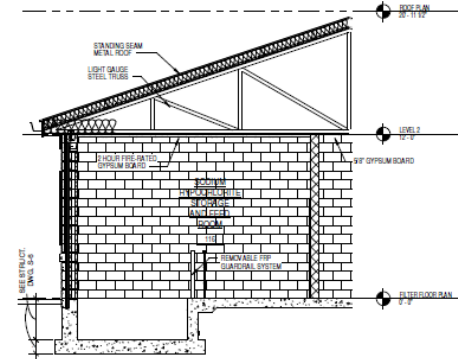 ROOF PLAN
20'- 11 1/2"
STANDING SEAM
METAL ROOF
LIGHT GAUGE
STEEL TRUSS
LEVEL 2
12'- 0"
2 HOUR FIRE-RATED
GYPSUM BOARD
5/8" GYPSUM BOARD
SODIUM
HYPOCHLORITE
STORAGE
AND FEED
ROOM
116
REMOVABLE FRP
GUARDRAIL SYSTEM
SEE STRUCT.
DWG. S-6
FILTER FLOOR PLAN
0'- 0"